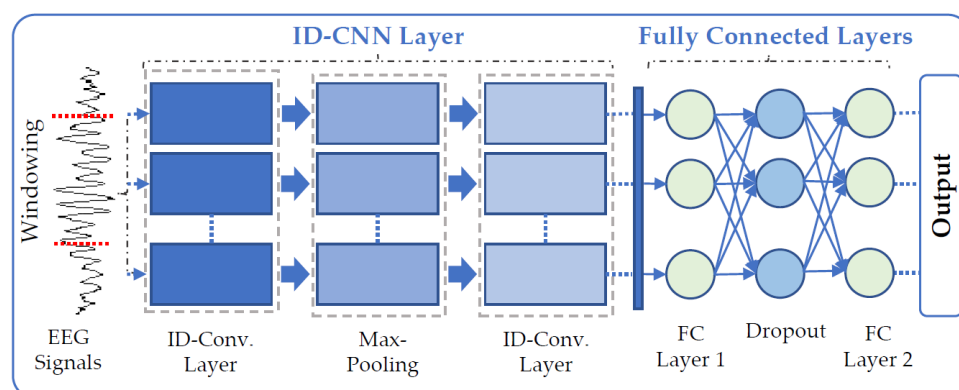 ID-CNN Layer
Fully Connected Layers
Windowing
Output
EEG
Signals
ID-Conv.
Layer
Max-
Pooling
ID-Conv.
Layer
FC
Layer 1
Dropout
FC
Layer 2